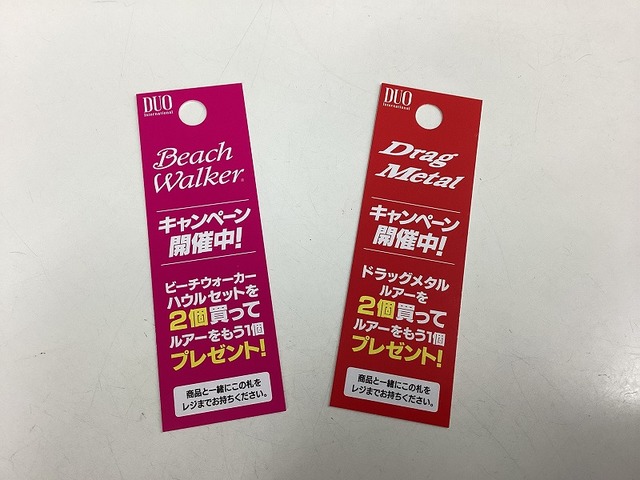 DUO
International
Beach
Walker®
キャンペーン
開催中!
ビーチウォーカー
ハウルセットを
2個買って
ルアーをもう1個
プレゼント!
商品と一緒にこの札を
レジまでお持ちください。
DUO
International
Drag
Metal
キャンペーン
開催中!
ドラッグメタル
ルアーを
2個買って
ルアーをもう1個
プレゼント!
商品と一緒にこの札を
レジまでお持ちください。